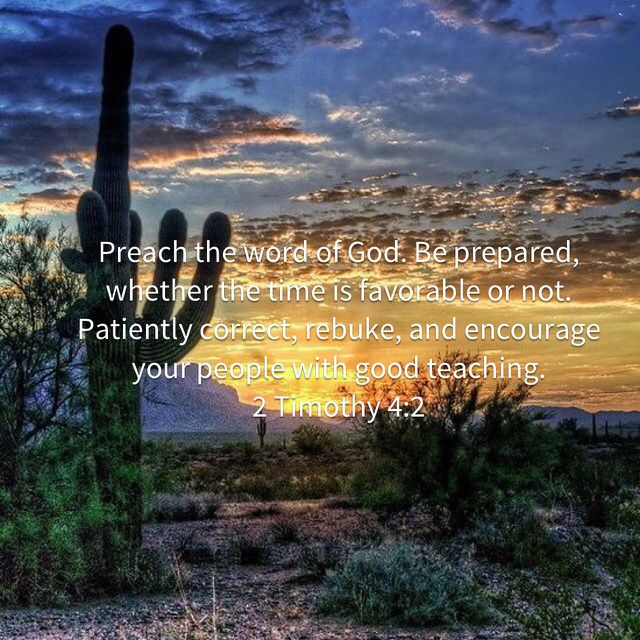 Preach the word of God. Be prepared,
whether the time is favorable or not.
Patiently correct, rebuke, and encourage
your people with good teaching.
2 Timothy 4:2